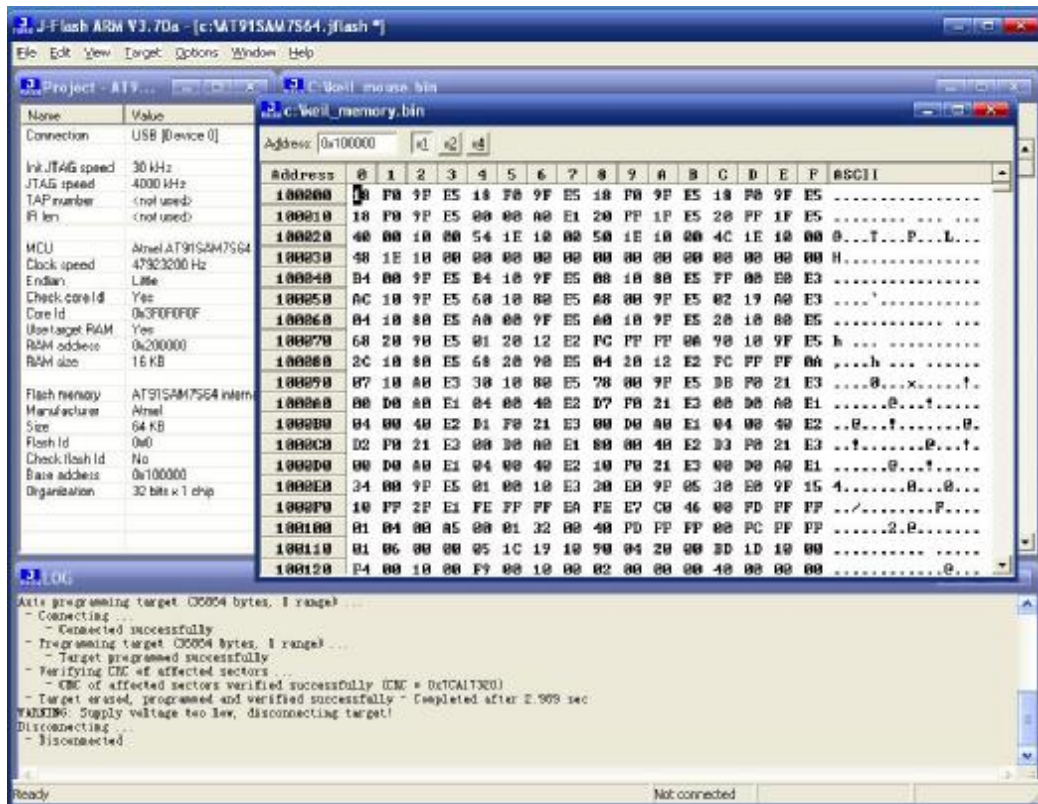 J-Flash ARM V3.70a - [c:\AT91SAM7S64.jflash *]
File Edit View Target Options Window Help
Project - AT9...
C:\keil_mouse.bin
Name Value
Connection USB [Device 0]
Init JTAG speed 30 kHz
JTAG speed 4000 kHz
TAP number <not used>
IR len <not used>
MCU Atmel AT91SAM7S64
Clock speed 47923200 Hz
Endian Little
Check core Id Yes
Core Id 0x3F0F0F0F
Use target RAM Yes
RAM address 0x200000
RAM size 16 KB
Flash memory AT91SAM7S64 interna
Manufacturer Atmel
Size 64 KB
Flash Id 0x0
Check flash Id No
Base address 0x100000
Organization 32 bits x 1 chip
c:\keil_memory.bin
Address: 0x100000 x1 x2 x4
Address 0 1 2 3 4 5 6 7 8 9 A B C D E F ASCII
18 F0 9F E5 18 F0 9F E5 18 F0 9F E5 18 F0 9F E5 ................
100010 18 F0 9F E5 00 00 A0 E1 20 FF 1F E5 20 FF 1F E5
100020 40 00 10 00 54 1E 10 00 50 1E 10 00 4C 1E 10 00 @...T...P...L...
100030 48 1E 10 00 00 00 00 00 00 00 00 00 00 00 00 00 H...............
100040 B4 00 9F E5 B4 10 9F E5 08 10 80 E5 FF 00 E0 E3 ................
100050 AC 10 9F E5 60 10 80 E5 A8 00 9F E5 02 19 A0 E3 ....`...........
100060 04 10 80 E5 A0 00 9F E5 A0 10 9F E5 20 10 80 E5
100070 68 20 90 E5 01 20 12 E2 FC FF FF 0A 90 10 9F E5
100080 2C 10 80 E5 68 20 90 E5 04 20 12 E2 FC FF FF 0A
100090 07 10 A0 E3 30 10 80 E5 78 00 9F E5 DB F0 21 E3 ....0...x.....!.
1000A0 00 D0 A0 E1 04 00 40 E2 D7 F0 21 E3 00 D0 A0 E1 ......@...!.....
1000B0 04 00 40 E2 D1 F0 21 E3 00 D0 A0 E1 04 00 40 E2 ..@...!.......@.
1000C0 D2 F0 21 E3 00 D0 A0 E1 80 00 40 E2 D3 F0 21 E3 ..!.......@...!.
1000D0 00 D0 A0 E1 04 00 40 E2 10 F0 21 E3 00 D0 A0 E1 ......@...!.....
1000E0 34 00 9F E5 01 00 10 E3 30 E0 9F 05 30 E0 9F 15 4.......0...0...
1000F0 10 FF 2F E1 FE FF FF EA FE E7 C0 46 00 FD FF FF
100100 01 04 00 A5 00 01 32 00 40 FD FF FF 00 FC FF FF
100110 01 06 00 00 05 1C 19 10 90 04 20 00 BD 1D 10 00
100120 F4 00 10 00 F9 00 10 00 02 00 00 00 40 00 00 00 ............@...
LOG
Auto programming target
- Connecting ...
- Connected successfully
- Programming target
- Target programmed successfully
- Verifying CRC of affected sectors ...
- CRC of affected sectors verified successfully
- Target erased, programmed and verified successfully - Completed after 2.989 sec
WARNING: Supply voltage too low, disconnecting target!
Disconnecting ...
- Disconnected
Ready Not connected